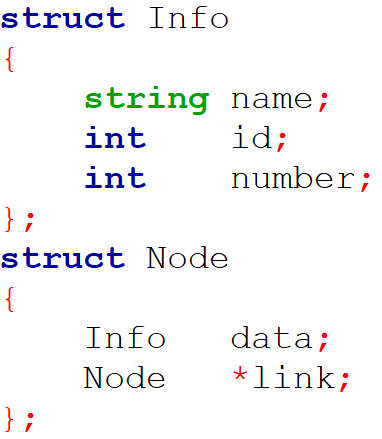 struct Info
{
    string name;
    int    id;
    int    number;
};
struct Node
{
    Info   data;
    Node   *link;
};